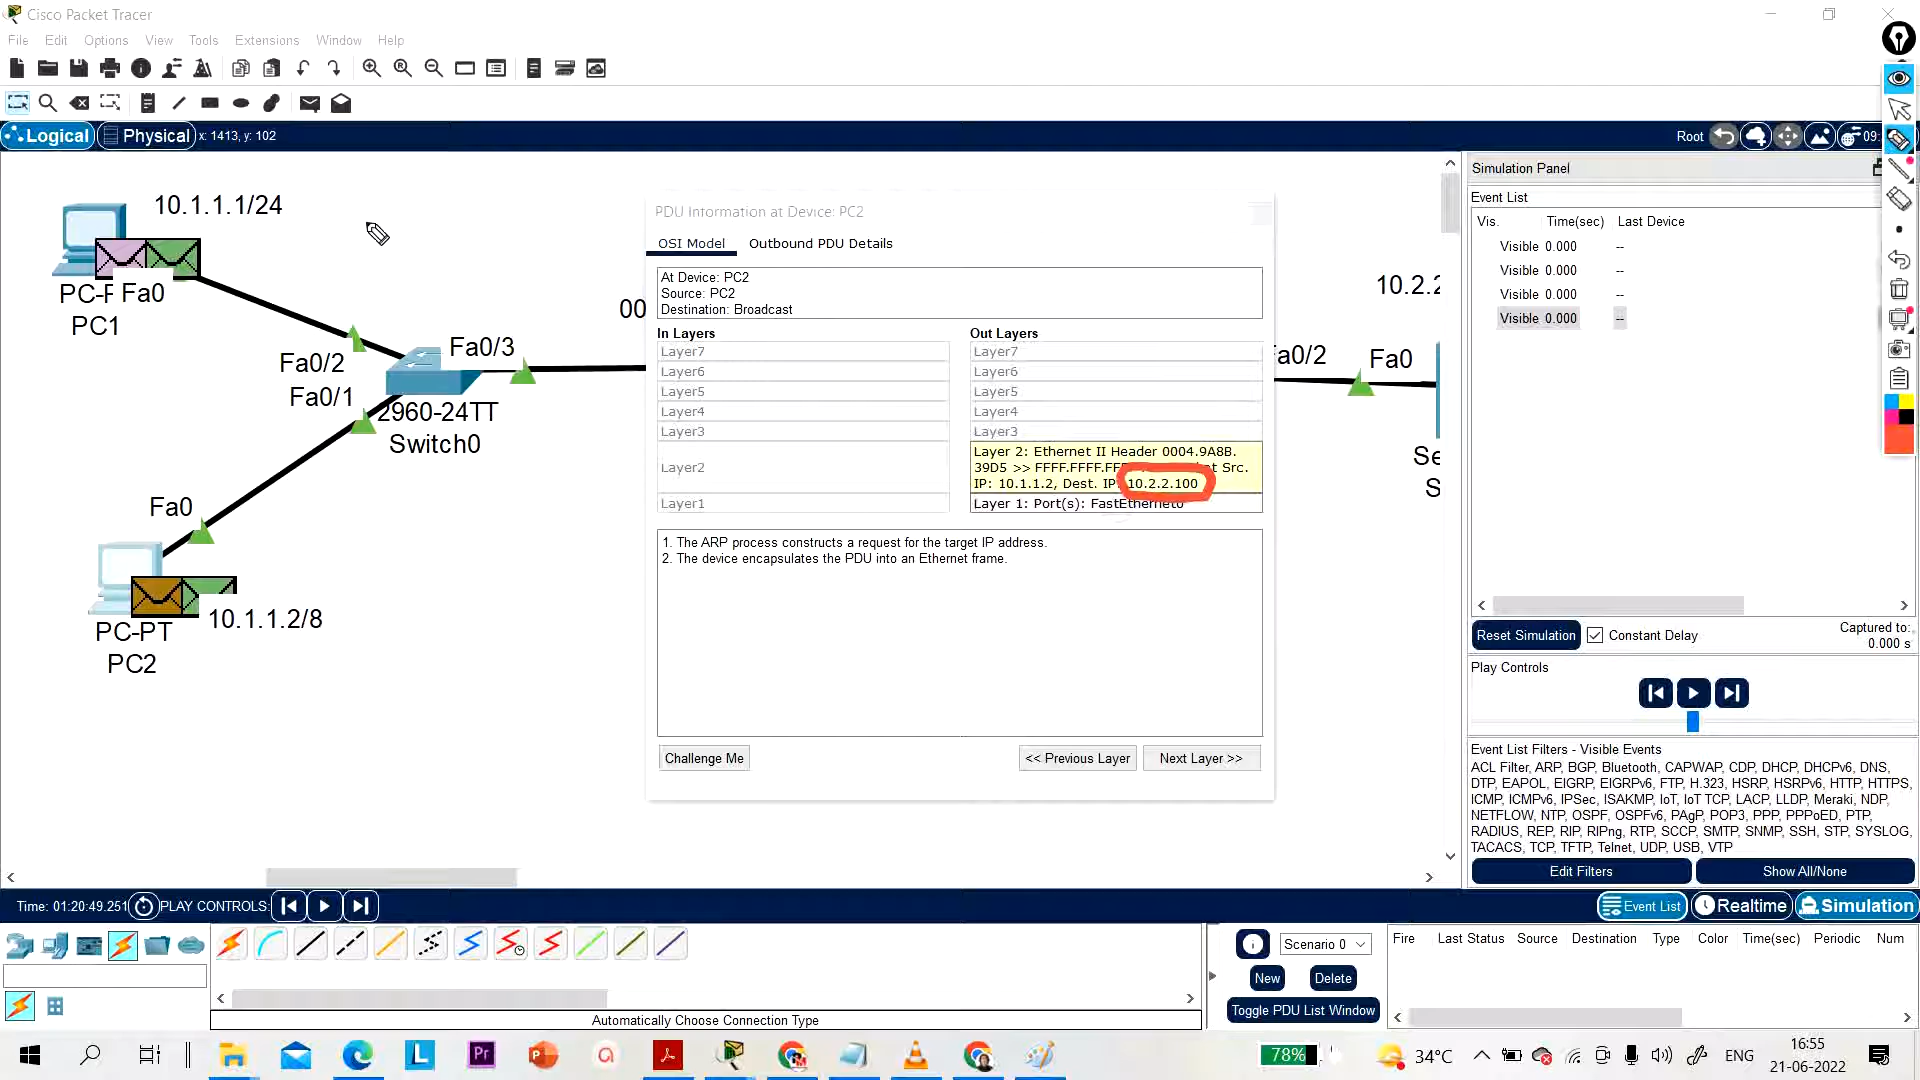 Cisco Packet Tracer
File Edit Options View Tools Extensions Window Help
Logical Physical x: 1413, y: 102
Root 09:
10.1.1.1/24
PC-F Fa0
PC1
Fa0/2
Fa0/1
Fa0/3
2960-24TT
Switch0
00
Fa0
PC-PT
PC2
10.1.1.2/8
PDU Information at Device: PC2
OSI Model Outbound PDU Details
At Device: PC2
Source: PC2
Destination: Broadcast
In Layers
Layer7
Layer6
Layer5
Layer4
Layer3
Layer2
Layer1
Out Layers
Layer7
Layer6
Layer5
Layer4
Layer3
Layer 2: Ethernet II Header 0004.9A8B.
39D5 >> FFFF.FFFF.FF Src.
IP: 10.1.1.2, Dest. IP 10.2.2.100
Layer 1: Port(s): FastEthernet0
1. The ARP process constructs a request for the target IP address.
2. The device encapsulates the PDU into an Ethernet frame.
Challenge Me << Previous Layer Next Layer >>
10.2.2
Fa0/2 Fa0
Se
S
Simulation Panel
Event List
Vis. Time(sec) Last Device
Visible 0.000 --
Visible 0.000 --
Visible 0.000 --
Visible 0.000 --
Reset Simulation Constant Delay
Captured to:
0.000 s
Play Controls
Event List Filters - Visible Events
ACL Filter, ARP, BGP, Bluetooth, CAPWAP, CDP, DHCP, DHCPv6, DNS,
DTP, EAPOL, EIGRP, EIGRPv6, FTP, H.323, HSRP, HSRPv6, HTTP, HTTPS,
ICMP, ICMPv6, IPSec, ISAKMP, IoT, IoT TCP, LACP, LLDP, Meraki, NDP,
NETFLOW, NTP, OSPF, OSPFv6, PAgP, POP3, PPP, PPPoED, PTP,
RADIUS, REP, RIP, RIPng, RTP, SCCP, SMTP, SNMP, SSH, STP, SYSLOG,
TACACS, TCP, TFTP, Telnet, UDP, USB, VTP
Edit Filters Show All/None
Time: 01:20:49.251 PLAY CONTROLS:
Event List Realtime Simulation
Scenario 0
New Delete
Toggle PDU List Window
Fire Last Status Source Destination Type Color Time(sec) Periodic Num
Automatically Choose Connection Type
78% 34°C ENG
16:55
21-06-2022